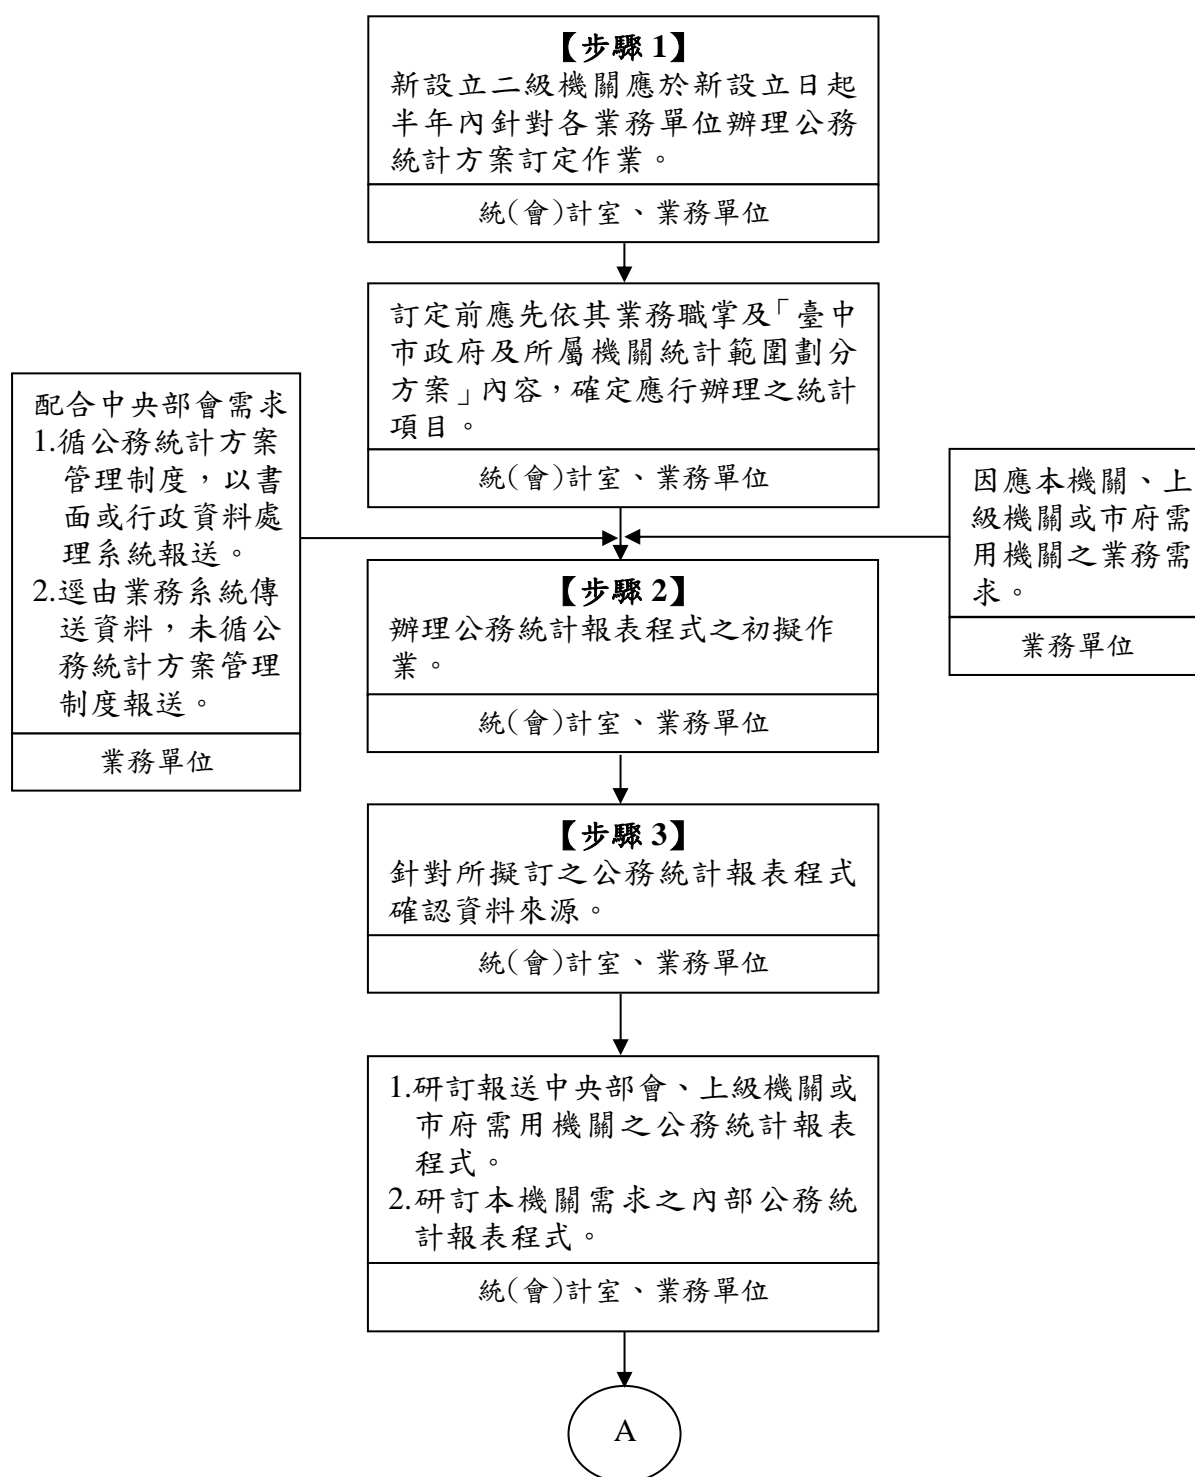 【步驟 1】
新設立二級機關應於新設立日起
半年內針對各業務單位辦理公務
統計方案訂定作業。
統(會)計室、業務單位
訂定前應先依其業務職掌及「臺中
市政府及所屬機關統計範圍劃分
方案」內容，確定應行辦理之統計
項目。
統(會)計室、業務單位
配合中央部會需求
1.循公務統計方案
管理制度，以書
面或行政資料處
理系統報送。
2.逕由業務系統傳
送資料，未循公
務統計方案管理
制度報送。
業務單位
因應本機關、上
級機關或市府需
用機關之業務需
求。
業務單位
【步驟 2】
辦理公務統計報表程式之初擬作
業。
統(會)計室、業務單位
【步驟 3】
針對所擬訂之公務統計報表程式
確認資料來源。
統(會)計室、業務單位
1.研訂報送中央部會、上級機關或
市府需用機關之公務統計報表
程式。
2.研訂本機關需求之內部公務統
計報表程式。
統(會)計室、業務單位
A